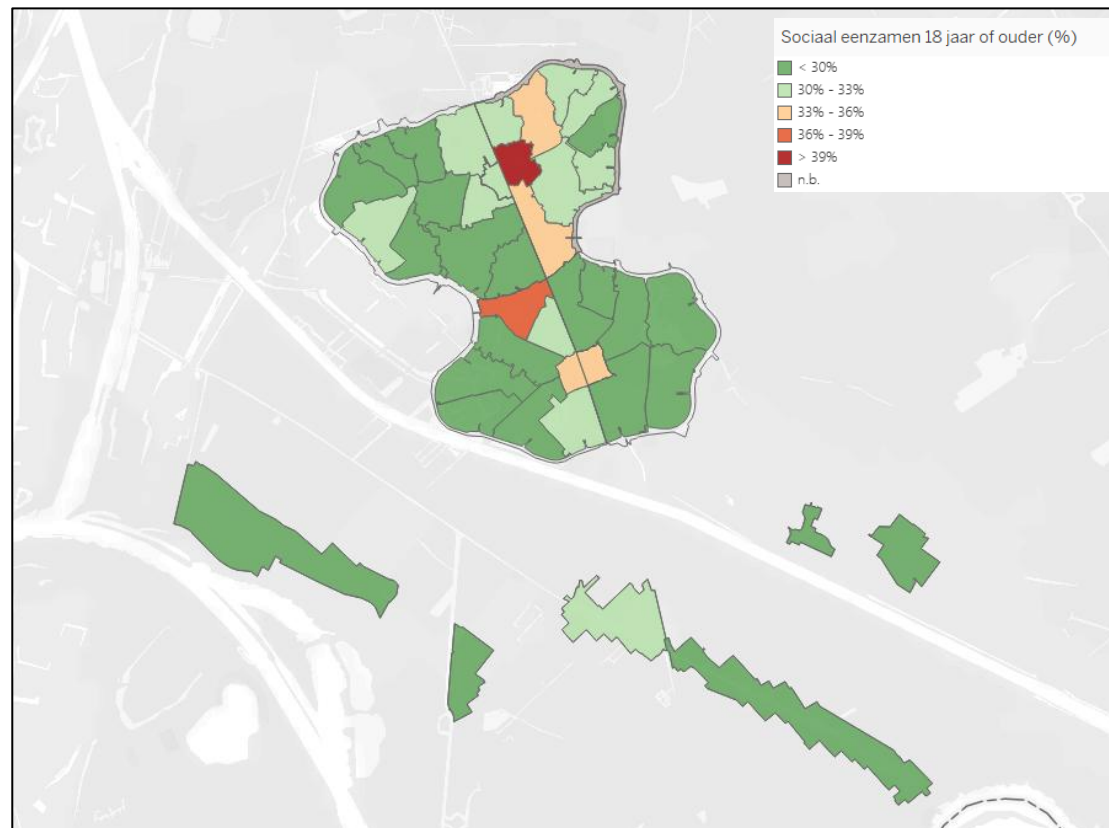 Sociaal eenzamen 18 jaar of ouder (%)
< 30%
30% - 33%
33% - 36%
36% - 39%
> 39%
n.b.